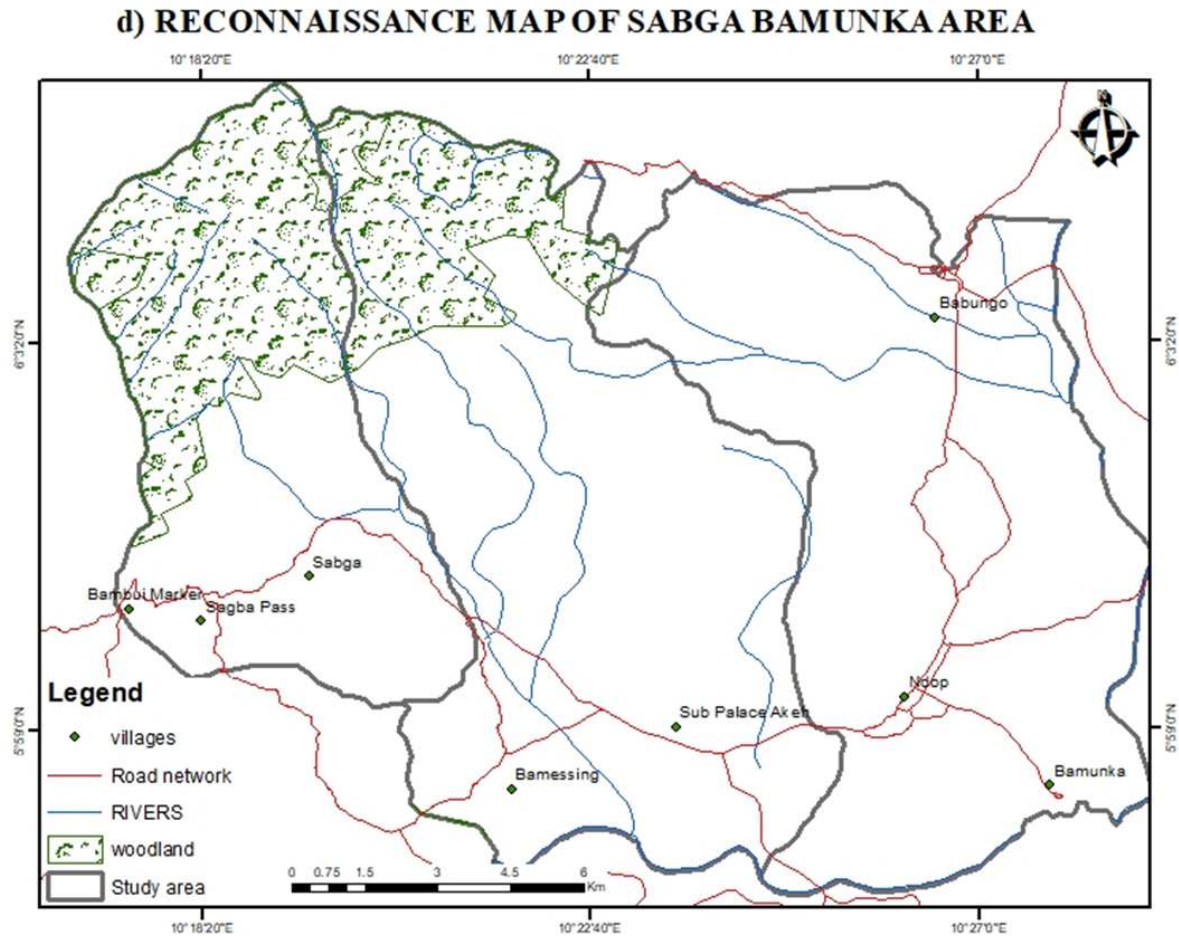 d) RECONNAISSANCE MAP OF SABGA BAMUNKA AREA
10°18'20"E 10°22'40"E 10°27'0"E
Babungo
6°3'20"N 6°3'20"N
Sabga
Bambui Marker
Sagba Pass
Legend
Ndop
Sub Palace Akeh
5°59'0"N 5°59'0"N
villages
Bamunka
Road network
Bamessing
RIVERS
woodland
Study area
0 0.75 1.5 3 4.5 6
Km
10°18'20"E 10°22'40"E 10°27'0"E